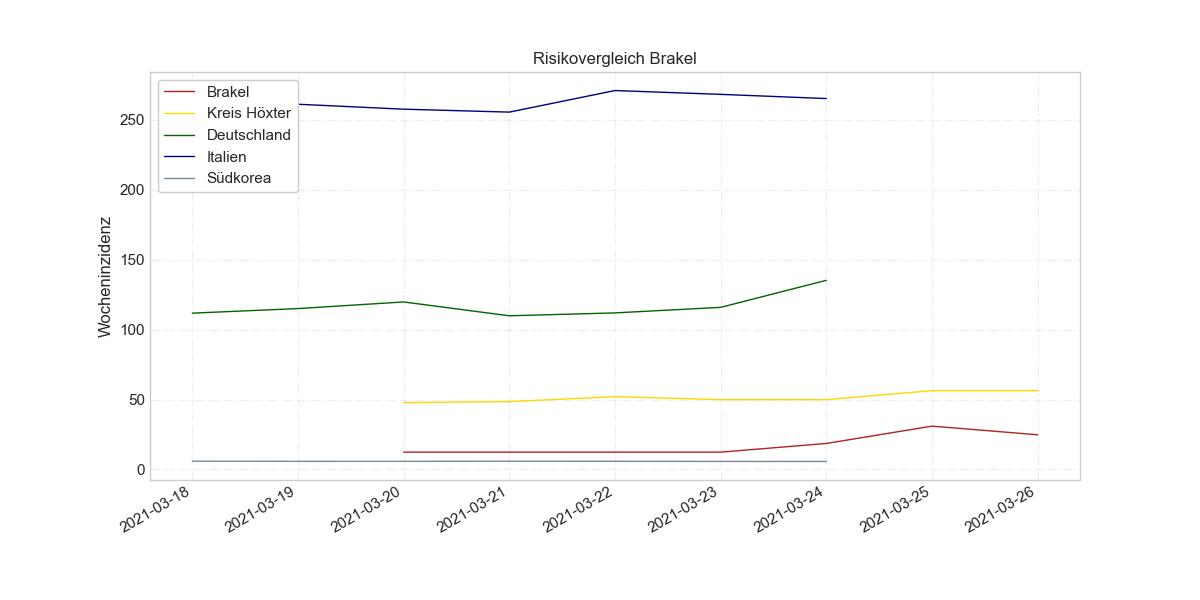 Risikovergleich Brakel
Brakel
Kreis Höxter
Deutschland
Italien
Südkorea
Wocheninzidenz
250
200
150
100
50
0
2021-03-18
2021-03-19
2021-03-20
2021-03-21
2021-03-22
2021-03-23
2021-03-24
2021-03-25
2021-03-26